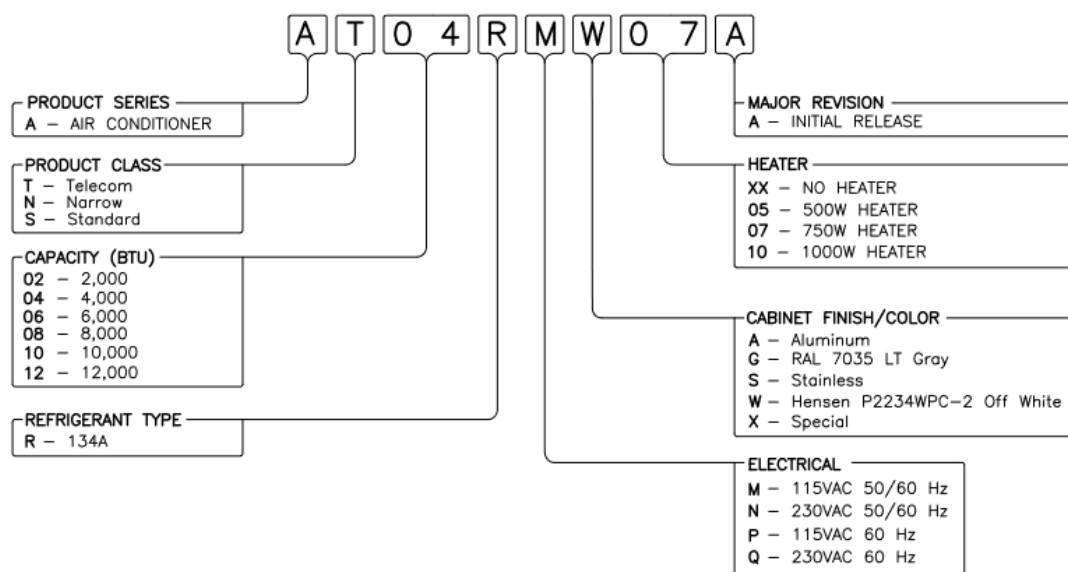 A T 0 4 R M W 0 7 A
PRODUCT SERIES
A – AIR CONDITIONER
PRODUCT CLASS
T – Telecom
N – Narrow
S – Standard
CAPACITY (BTU)
02 – 2,000
04 – 4,000
06 – 6,000
08 – 8,000
10 – 10,000
12 – 12,000
REFRIGERANT TYPE
R – 134A
MAJOR REVISION
A – INITIAL RELEASE
HEATER
XX – NO HEATER
05 – 500W HEATER
07 – 750W HEATER
10 – 1000W HEATER
CABINET FINISH/COLOR
A – Aluminum
G – RAL 7035 LT Gray
S – Stainless
W – Hensen P2234WPC-2 Off White
X – Special
ELECTRICAL
M – 115VAC 50/60 Hz
N – 230VAC 50/60 Hz
P – 115VAC 60 Hz
Q – 230VAC 60 Hz